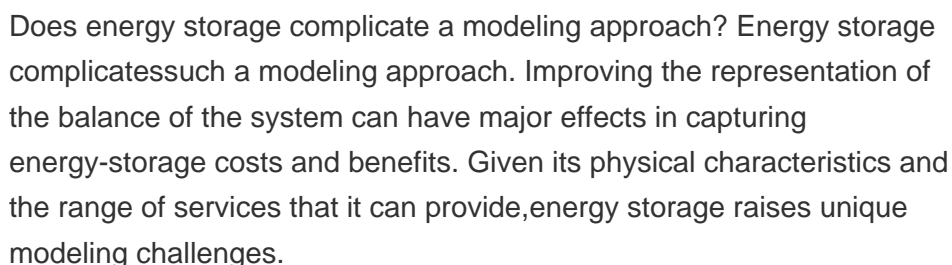 Does energy storage complicate a modeling approach? Energy storage
complicatessuch a modeling approach. Improving the representation of
the balance of the system can have major effects in capturing
energy-storage costs and benefits. Given its physical characteristics and
the range of services that it can provide,energy storage raises unique
modeling challenges.